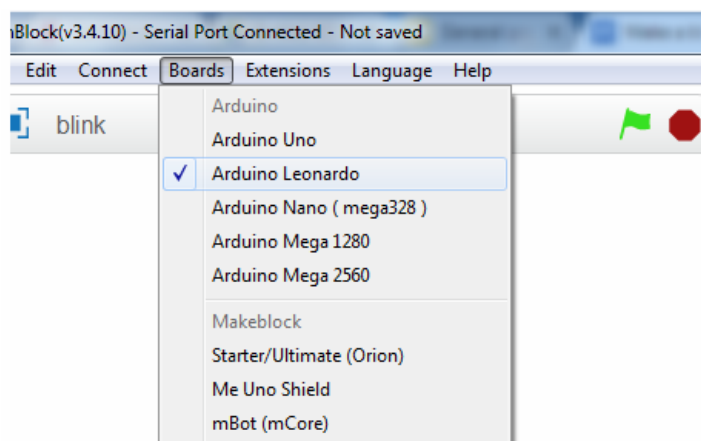 nBlock(v3.4.10) - Serial Port Connected - Not saved
Edit Connect Boards Extensions Language Help
blink
Arduino
Arduino Uno
✓ Arduino Leonardo
Arduino Nano ( mega328 )
Arduino Mega 1280
Arduino Mega 2560
Makeblock
Starter/Ultimate (Orion)
Me Uno Shield
mBot (mCore)